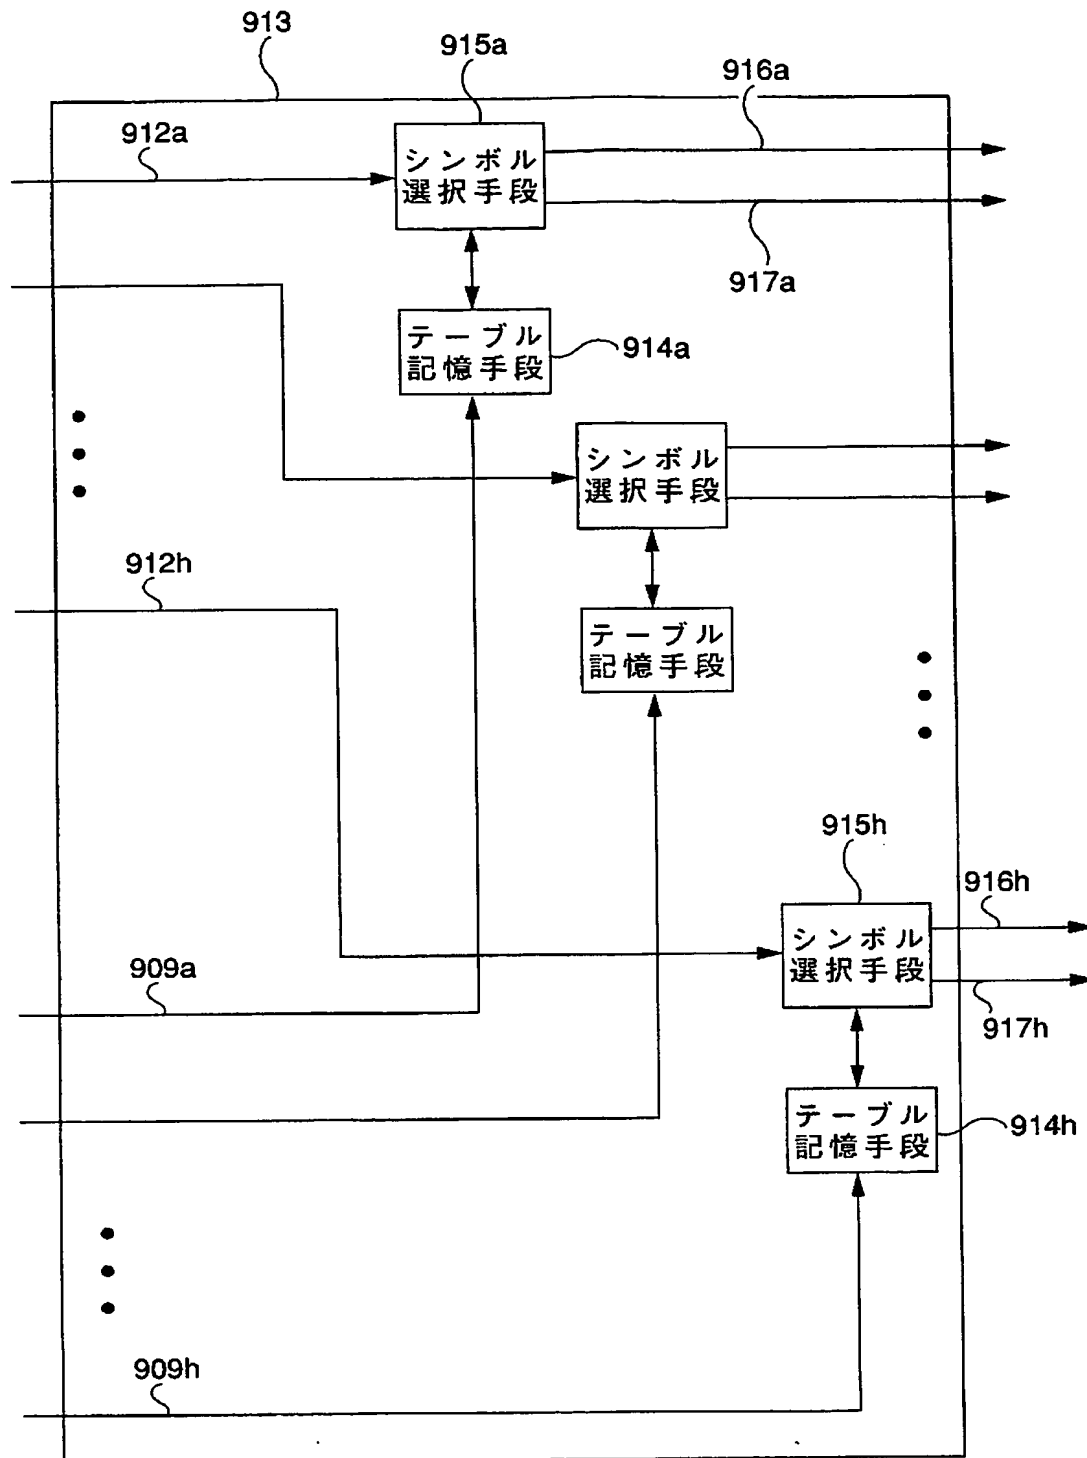 913
915a
916a
912a
シンボル
選択手段
917a
テーブル
記憶手段
914a
シンボル
選択手段
912h
テーブル
記憶手段
915h
916h
シンボル
選択手段
909a
917h
テーブル
記憶手段
914h
909h